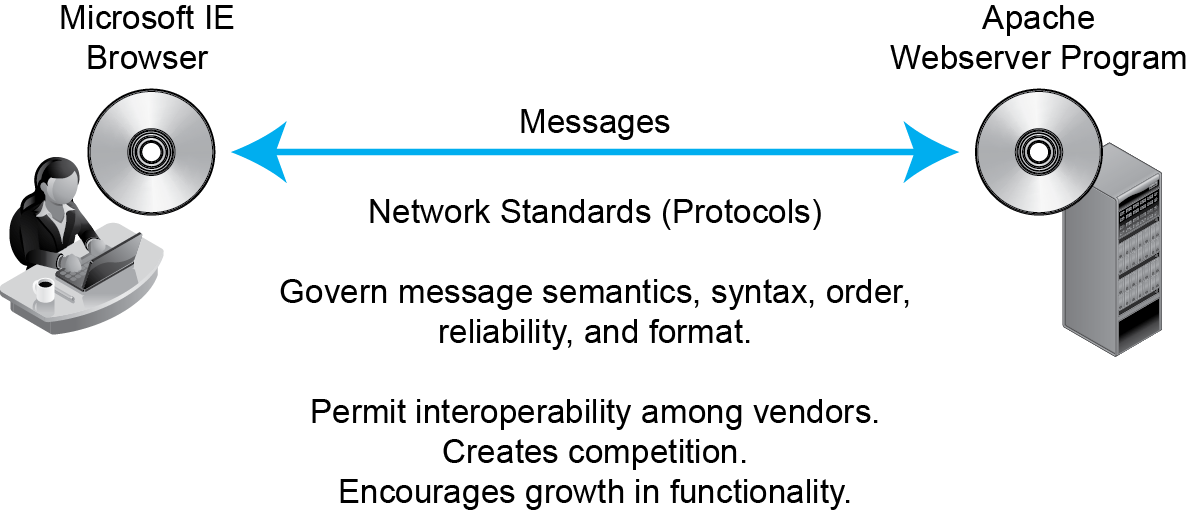 Microsoft IE
Browser
Apache
Webserver Program
Messages
Network Standards (Protocols)
Govern message semantics, syntax, order,
reliability, and format.
Permit interoperability among vendors.
Creates competition.
Encourages growth in functionality.